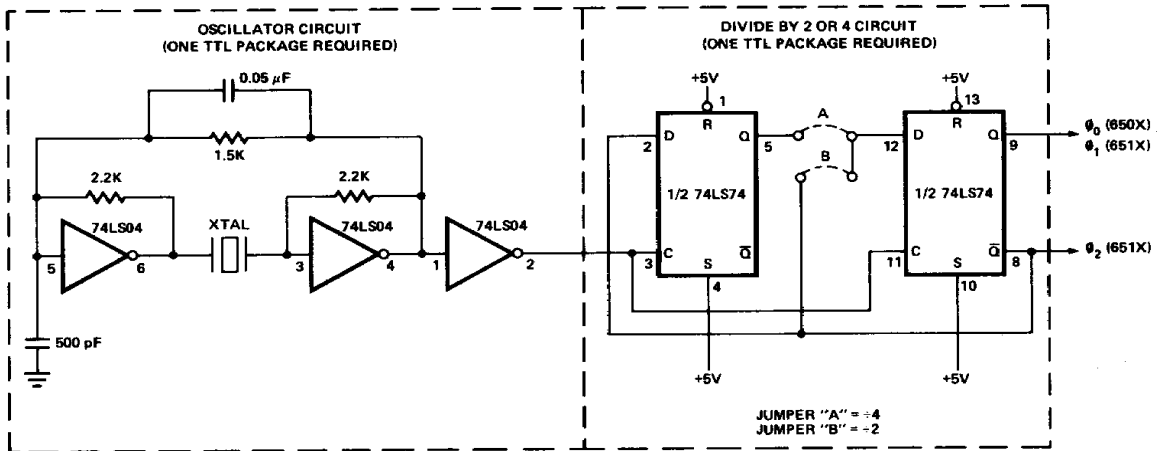 OSCILLATOR CIRCUIT
(ONE TTL PACKAGE REQUIRED)
0.05 µF
1.5K
2.2K
2.2K
74LS04
XTAL
74LS04
74LS04
5
6
3
4
1
2
500 pF
DIVIDE BY 2 OR 4 CIRCUIT
(ONE TTL PACKAGE REQUIRED)
+5V
1
R
D
Q
2
5
1/2 74LS74
C
Q̅
3
S
4
+5V
A
B
+5V
13
R
D
Q
12
9
1/2 74LS74
C
Q̅
11
8
S
10
+5V
ø0 (650X)
ø1 (651X)
ø2 (651X)
JUMPER "A" = ÷4
JUMPER "B" = ÷2